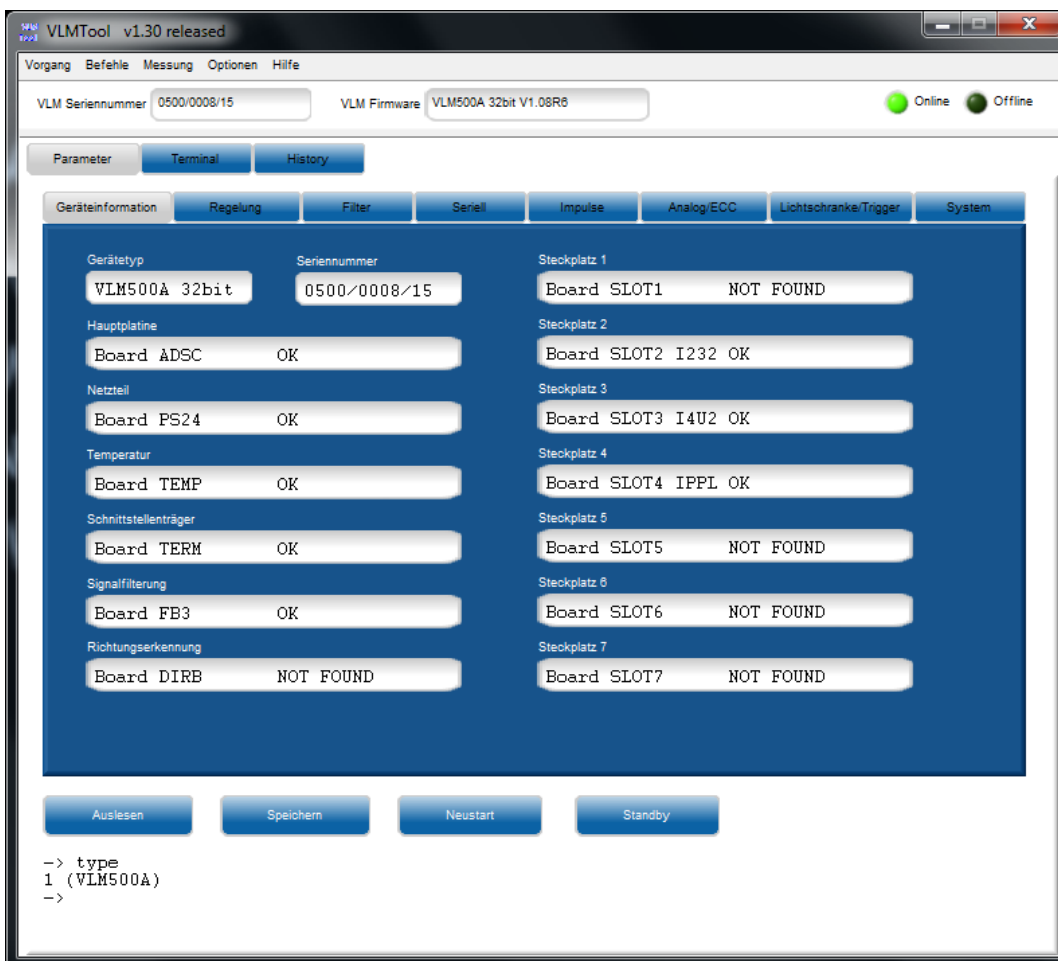 VLMTool v1.30 released
Vorgang Befehle Messung Optionen Hilfe
VLM Seriennummer 0500/0008/15 VLM Firmware VLM500A 32bit V1.08R6 Online Offline
Parameter Terminal History
Geräteinformation Regelung Filter Seriell Impulse Analog/ECC Lichtschranke/Trigger System
Gerätetyp Seriennummer
VLM500A 32bit 0500/0008/15
Hauptplatine
Board ADSC OK
Netzteil
Board PS24 OK
Temperatur
Board TEMP OK
Schnittstellenträger
Board TERM OK
Signalfilterung
Board FB3 OK
Richtungserkennung
Board DIRB NOT FOUND
Steckplatz 1
Board SLOT1 NOT FOUND
Steckplatz 2
Board SLOT2 I232 OK
Steckplatz 3
Board SLOT3 I4U2 OK
Steckplatz 4
Board SLOT4 IPPL OK
Steckplatz 5
Board SLOT5 NOT FOUND
Steckplatz 6
Board SLOT6 NOT FOUND
Steckplatz 7
Board SLOT7 NOT FOUND
Auslesen Speichern Neustart Standby
-> type
1 (VLM500A)
->